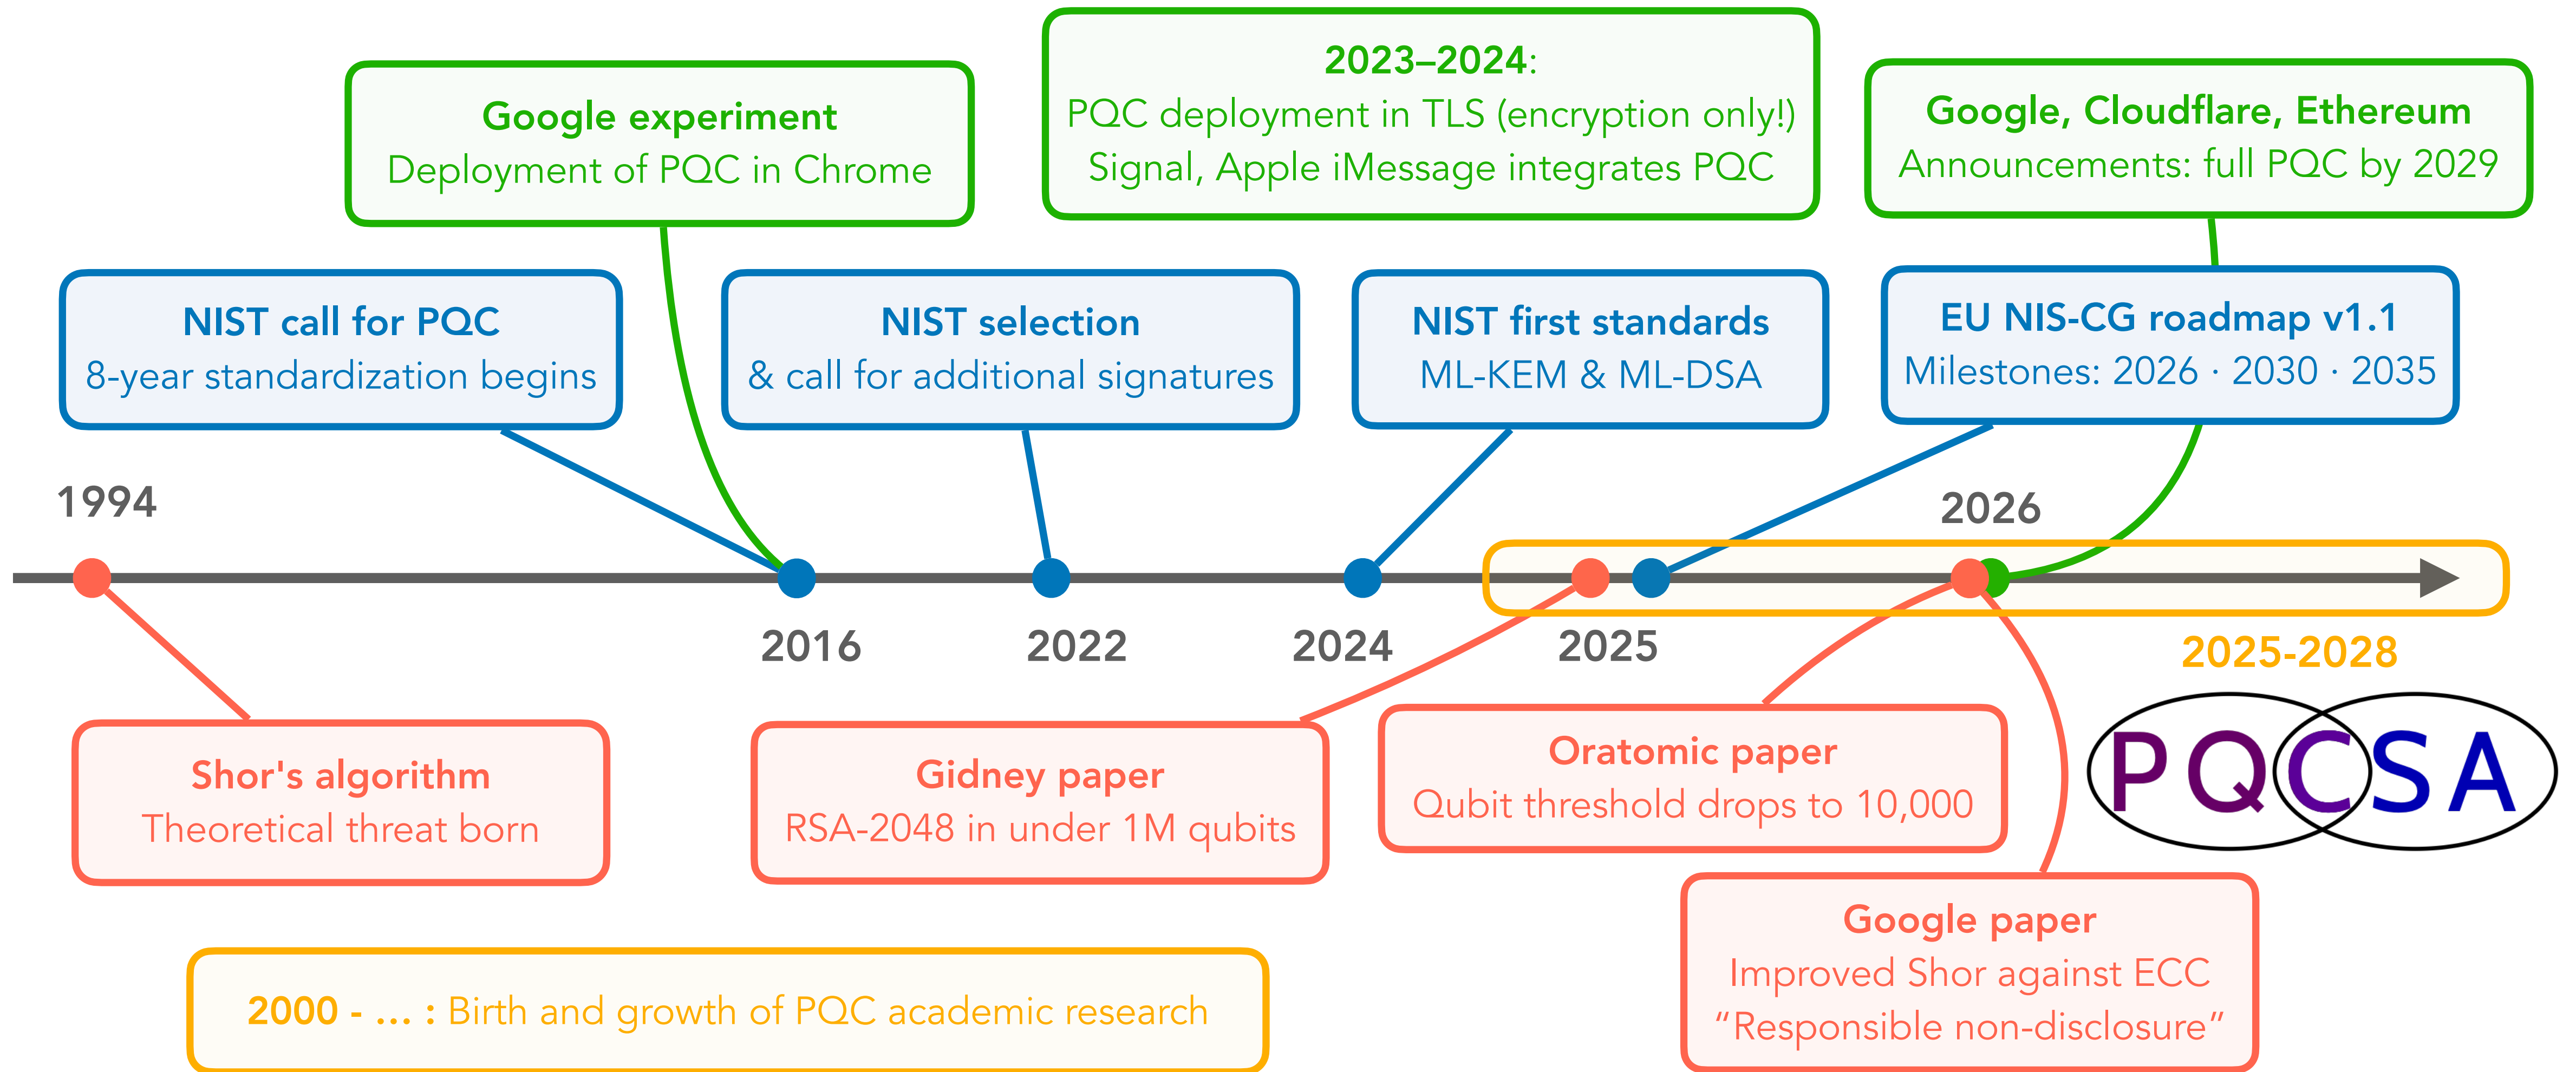 2023–2024:
PQC deployment in TLS (encryption only!)
Signal, Apple iMessage integrates PQC
Google experiment
Deployment of PQC in Chrome
Google, Cloudflare, Ethereum
Announcements: full PQC by 2029
NIST call for PQC
8-year standardization begins
NIST selection
& call for additional signatures
NIST first standards
ML-KEM & ML-DSA
EU NIS-CG roadmap v1.1
Milestones: 2026 · 2030 · 2035
1994
2026
2016
2022
2024
2025
2025-2028
Shor's algorithm
Theoretical threat born
Gidney paper
RSA-2048 in under 1M qubits
Oratomic paper
Qubit threshold drops to 10,000
PQCSA
Google paper
Improved Shor against ECC
“Responsible non-disclosure”
2000 - … : Birth and growth of PQC academic research